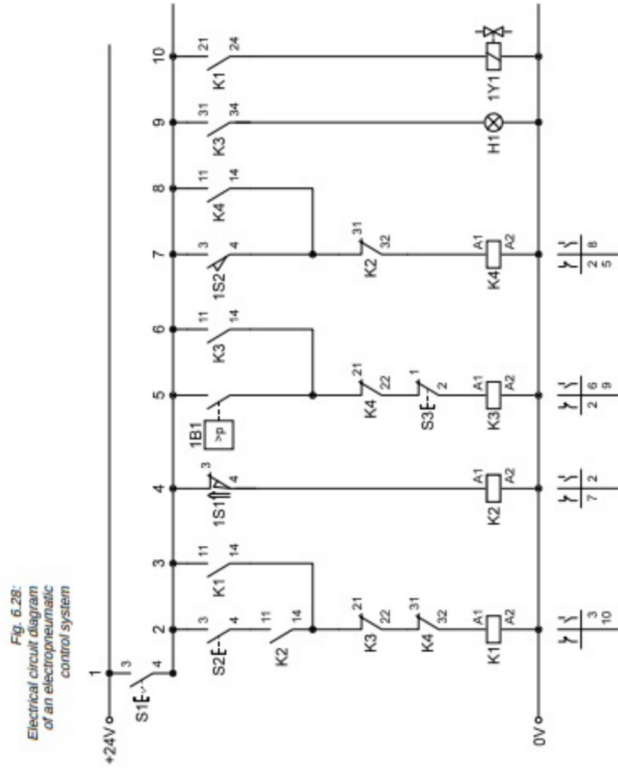 Fig. 6.28:
Electrical circuit diagram
of an electropneumatic
control system
1 2 3 4 5 6 7 8 9 10
+24V
S1 3 4
S2 3 4
K1 11 14
1S1 3 4
1B1 >p
K3 11 14
1S2 3 4
K4 11 14
K3 31 34
K1 21 24
K2 11 14
K3 21 22
K4 31 32
K4 21 22
S3 1 2
K2 31 32
K1 A1 A2
K2 A1 A2
K3 A1 A2
K4 A1 A2
H1
1Y1
0V
3
10
7 2
2 6
9
2 8
5